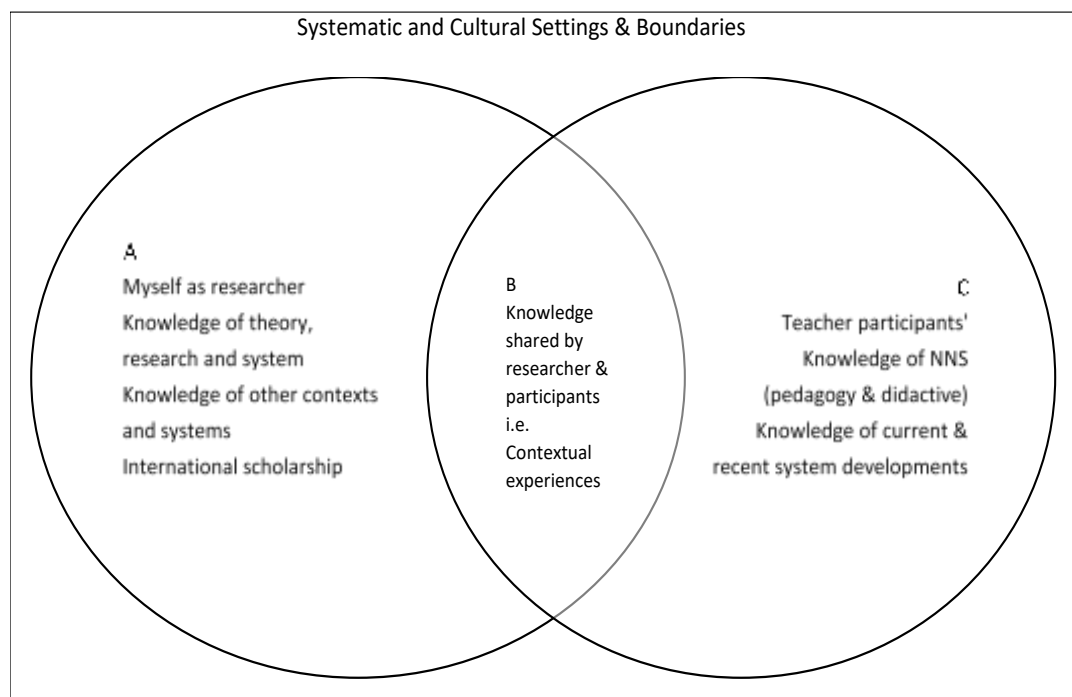 Systematic and Cultural Settings & Boundaries
A
Myself as researcher
Knowledge of theory,
research and system
Knowledge of other contexts
and systems
International scholarship
B
Knowledge
shared by
researcher &
participants
i.e.
Contextual
experiences
C
Teacher participants'
Knowledge of NNS
(pedagogy & didactive)
Knowledge of current &
recent system developments